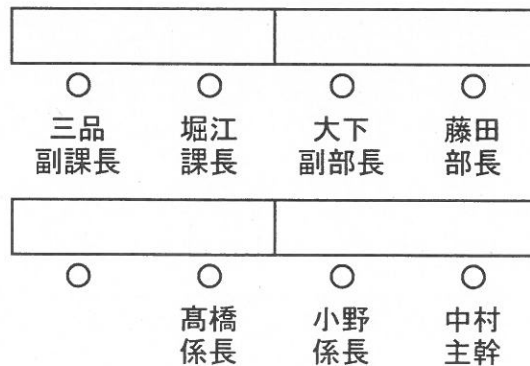 三品 堀江 大下 藤田
副課長 課長 副部長 部長
髙橋 小野 中村
係長 係長 主幹